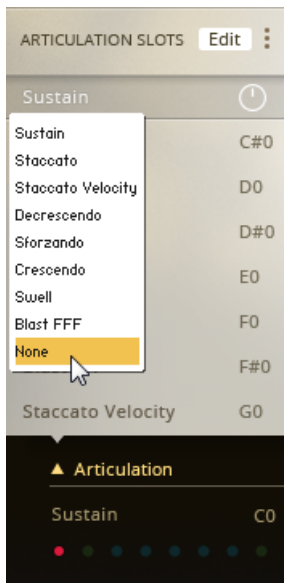 ARTICULATION SLOTS Edit
Sustain
Sustain
C#0
Staccato
Staccato Velocity
D0
Decrescendo
Sforzando
D#0
Crescendo
E0
Swell
Blast FFF
F0
None
F#0
Staccato Velocity G0
Articulation
Sustain C0